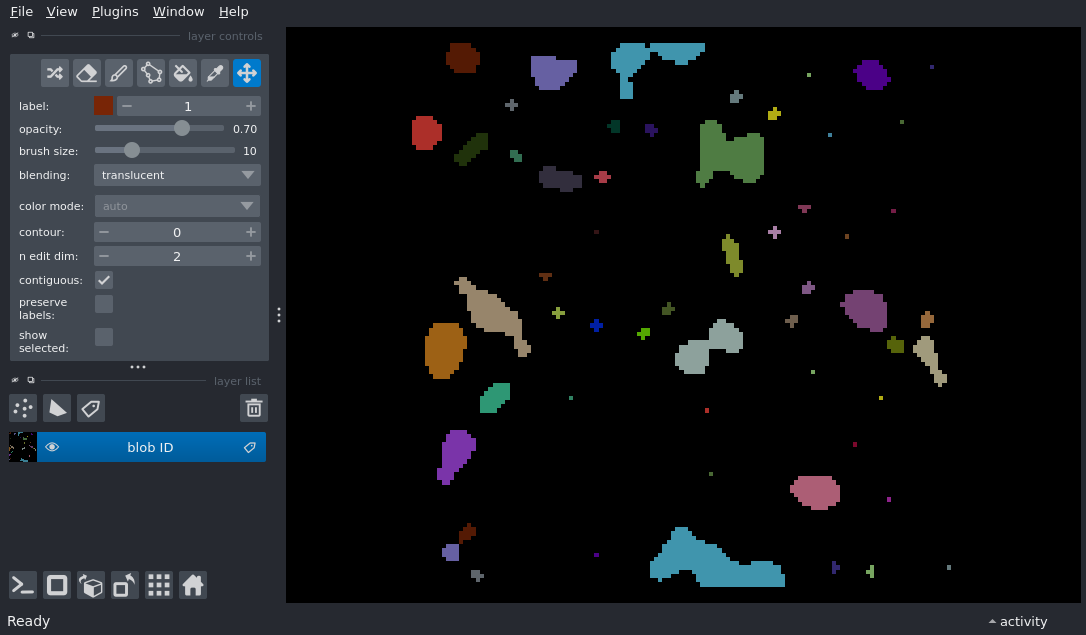 File View Plugins Window Help
layer controls
label: 1
opacity: 0.70
brush size: 10
blending: translucent
color mode: auto
contour: 0
n edit dim: 2
contiguous:
preserve
labels:
show
selected:
layer list
blob ID
Ready activity